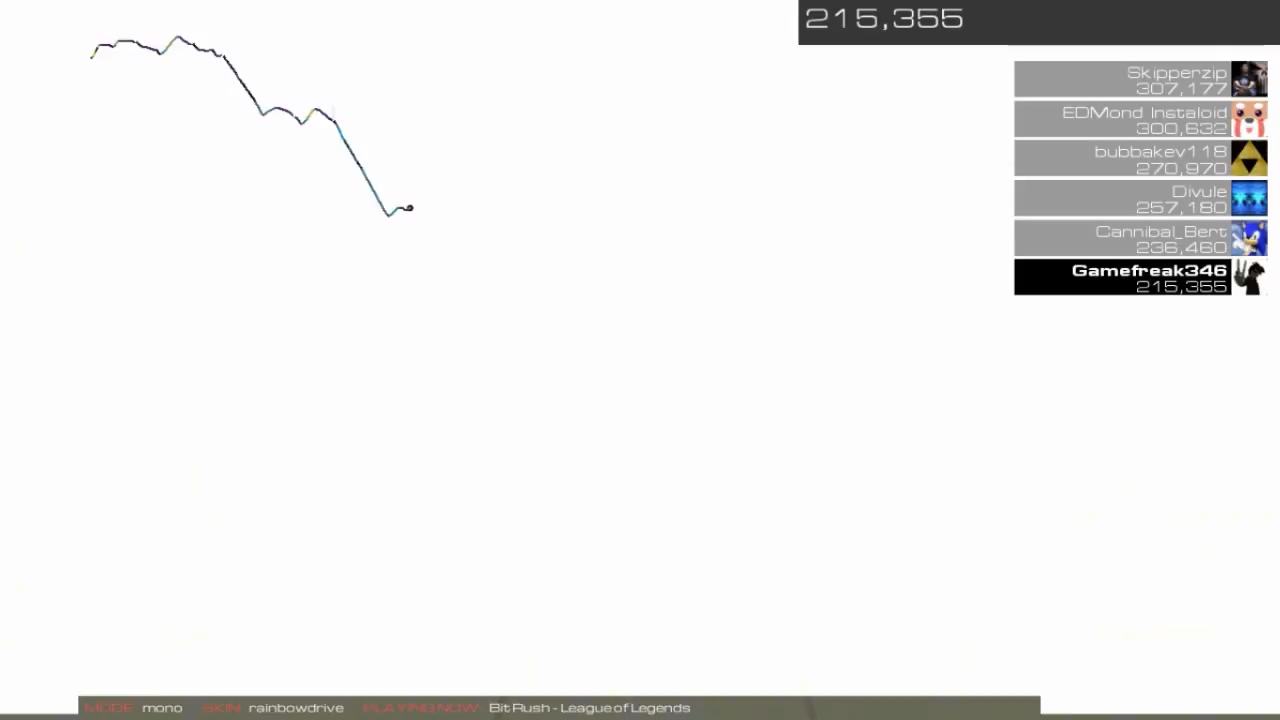 215,355
Skipperzip
307,177
EDMond Instaloid
300,632
bubbakev118
270,970
Divule
257,180
Cannibal_Bert
236,460
Gamefreak346
215,355
MODE: mono SKIN: rainbowdrive PLAYING NOW: Bit Rush - League of Legends